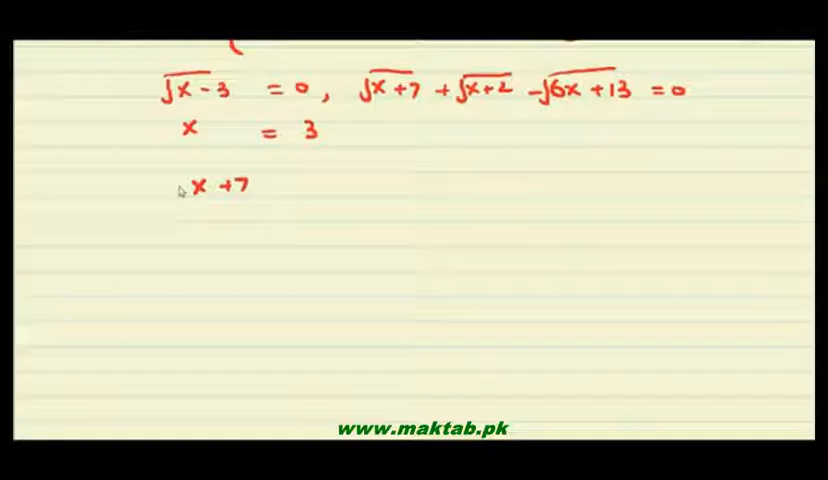 √x-3 = 0, √x+7 + √x+2 - √6x+13 = 0
x = 3
x +7
www.maktab.pk